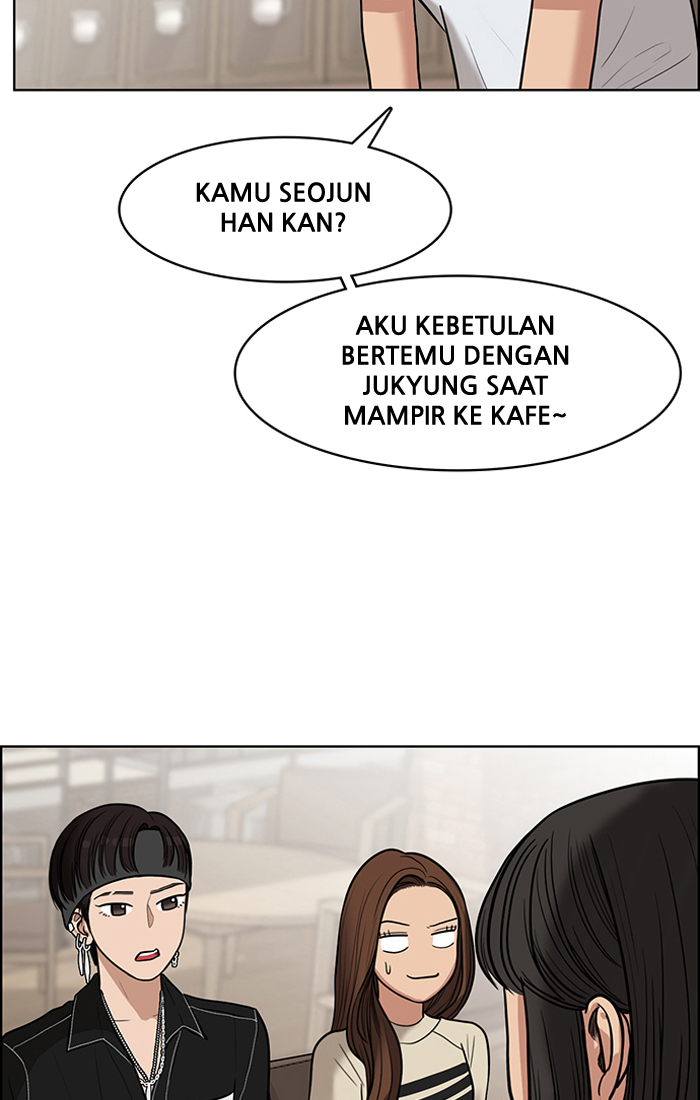 KAMU SEOJUN
HAN KAN?
AKU KEBETULAN
BERTEMU DENGAN
JUKYUNG SAAT
MAMPIR KE KAFE~